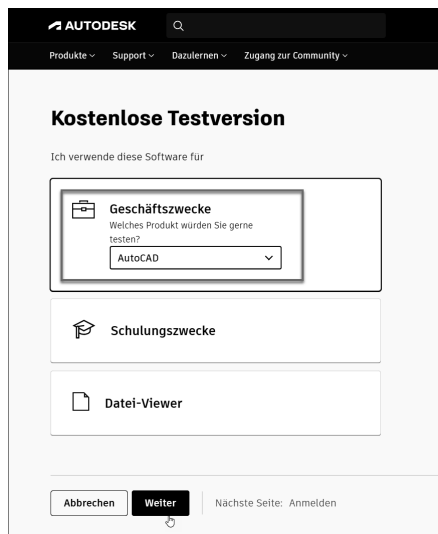 AUTODESK
Produkte Support Dazulernen Zugang zur Community
Kostenlose Testversion
Ich verwende diese Software für
Geschäftszwecke
Welches Produkt würden Sie gerne
testen?
AutoCAD
Schulungszwecke
Datei-Viewer
Abbrechen Weiter Nächste Seite: Anmelden